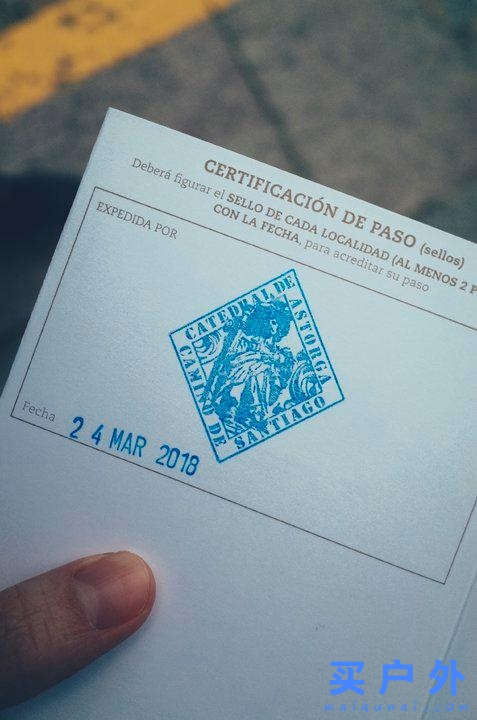 CERTIFICACIÓN DE PASO (sellos)
Deberá figurar el SELLO DE CADA LOCALIDAD (AL MENOS 2
CON LA FECHA, para acreditar su paso
EXPEDIDA POR
CATEDRAL DE
ASTORGA
CAMINO DE
SANTIAGO
Fecha
24 MAR 2018
买户外